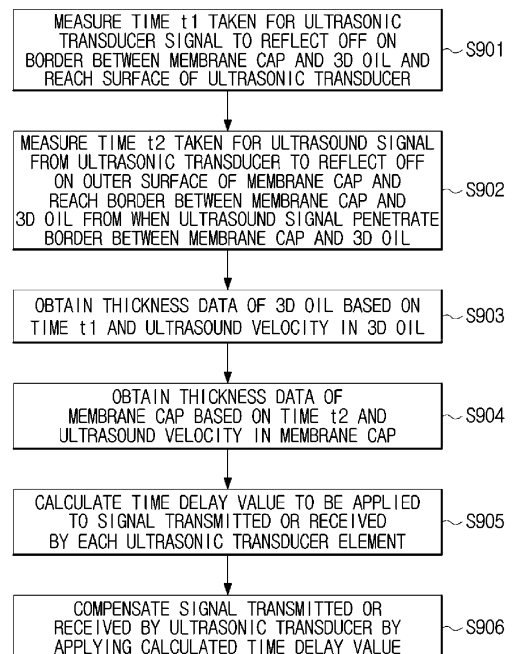 MEASURE TIME t1 TAKEN FOR ULTRASONIC
TRANSDUCER SIGNAL TO REFLECT OFF ON
BORDER BETWEEN MEMBRANE CAP AND 3D OIL AND
REACH SURFACE OF ULTRASONIC TRANSDUCER
S901
MEASURE TIME t2 TAKEN FOR ULTRASOUND SIGNAL
FROM ULTRASONIC TRANSDUCER TO REFLECT OFF
ON OUTER SURFACE OF MEMBRANE CAP AND
REACH BORDER BETWEEN MEMBRANE CAP AND
3D OIL FROM WHEN ULTRASOUND SIGNAL PENETRATE
BORDER BETWEEN MEMBRANE CAP AND 3D OIL
S902
OBTAIN THICKNESS DATA OF 3D OIL BASED ON
TIME t1 AND ULTRASOUND VELOCITY IN 3D OIL
S903
OBTAIN THICKNESS DATA OF
MEMBRANE CAP BASED ON TIME t2 AND
ULTRASOUND VELOCITY IN MEMBRANE CAP
S904
CALCULATE TIME DELAY VALUE TO BE APPLIED
TO SIGNAL TRANSMITTED OR RECEIVED
BY EACH ULTRASONIC TRANSDUCER ELEMENT
S905
COMPENSATE SIGNAL TRANSMITTED OR
RECEIVED BY ULTRASONIC TRANSDUCER BY
APPLYING CALCULATED TIME DELAY VALUE
S906